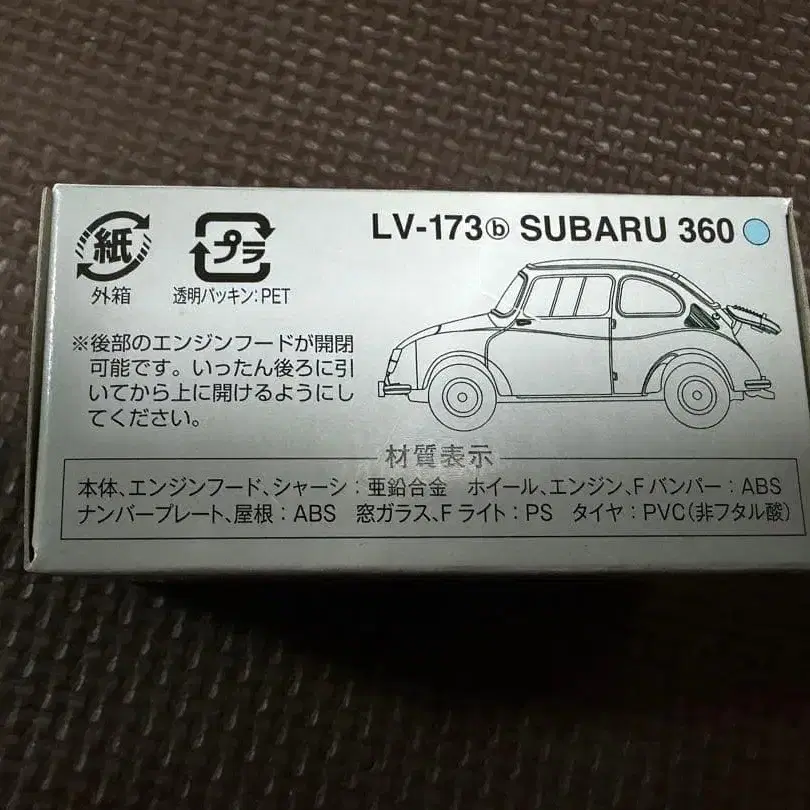 LV-173ⓑ SUBARU 360
紙
プラ
外箱
透明パッキン:PET
※後部のエンジンフードが開閉
可能です。いったん後ろに引
いてから上に開けるようにし
てください。
材質表示
本体、エンジンフード、シャーシ:亜鉛合金 ホイール、エンジン、Fバンパー:ABS
ナンバープレート、屋根:ABS 窓ガラス、Fライト:PS タイヤ:PVC(非フタル酸)